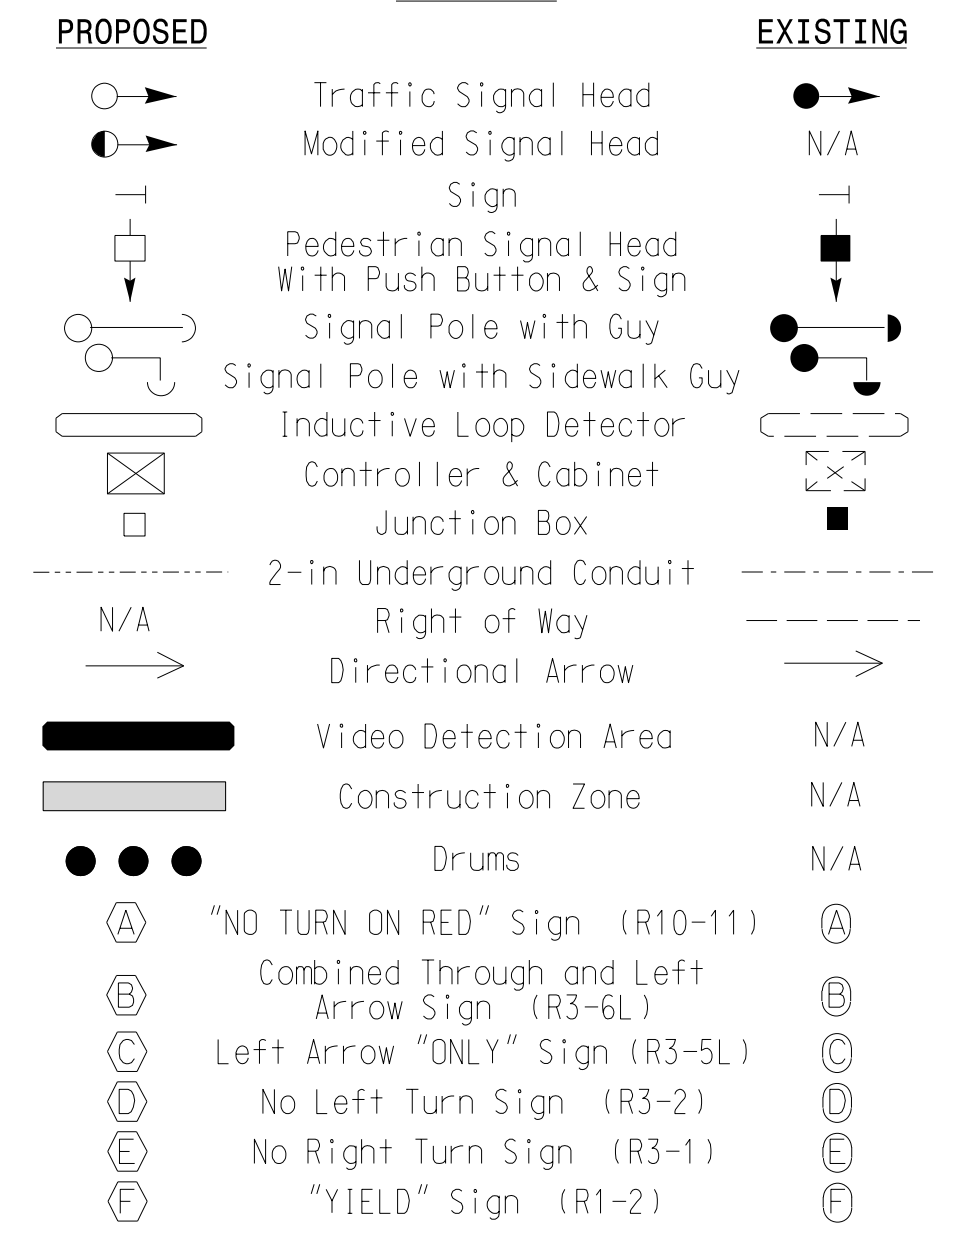 PROPOSED EXISTING
Traffic Signal Head
Modified Signal Head N/A
Sign
Pedestrian Signal Head
With Push Button & Sign
Signal Pole with Guy
Signal Pole with Sidewalk Guy
Inductive Loop Detector
Controller & Cabinet
Junction Box
2-in Underground Conduit
N/A Right of Way
Directional Arrow
Video Detection Area N/A
Construction Zone N/A
Drums N/A
A "NO TURN ON RED" Sign (R10-11) A
Combined Through and Left
B Arrow Sign (R3-6L) B
C Left Arrow "ONLY" Sign (R3-5L) C
D No Left Turn Sign (R3-2) D
E No Right Turn Sign (R3-1) E
F "YIELD" Sign (R1-2) F